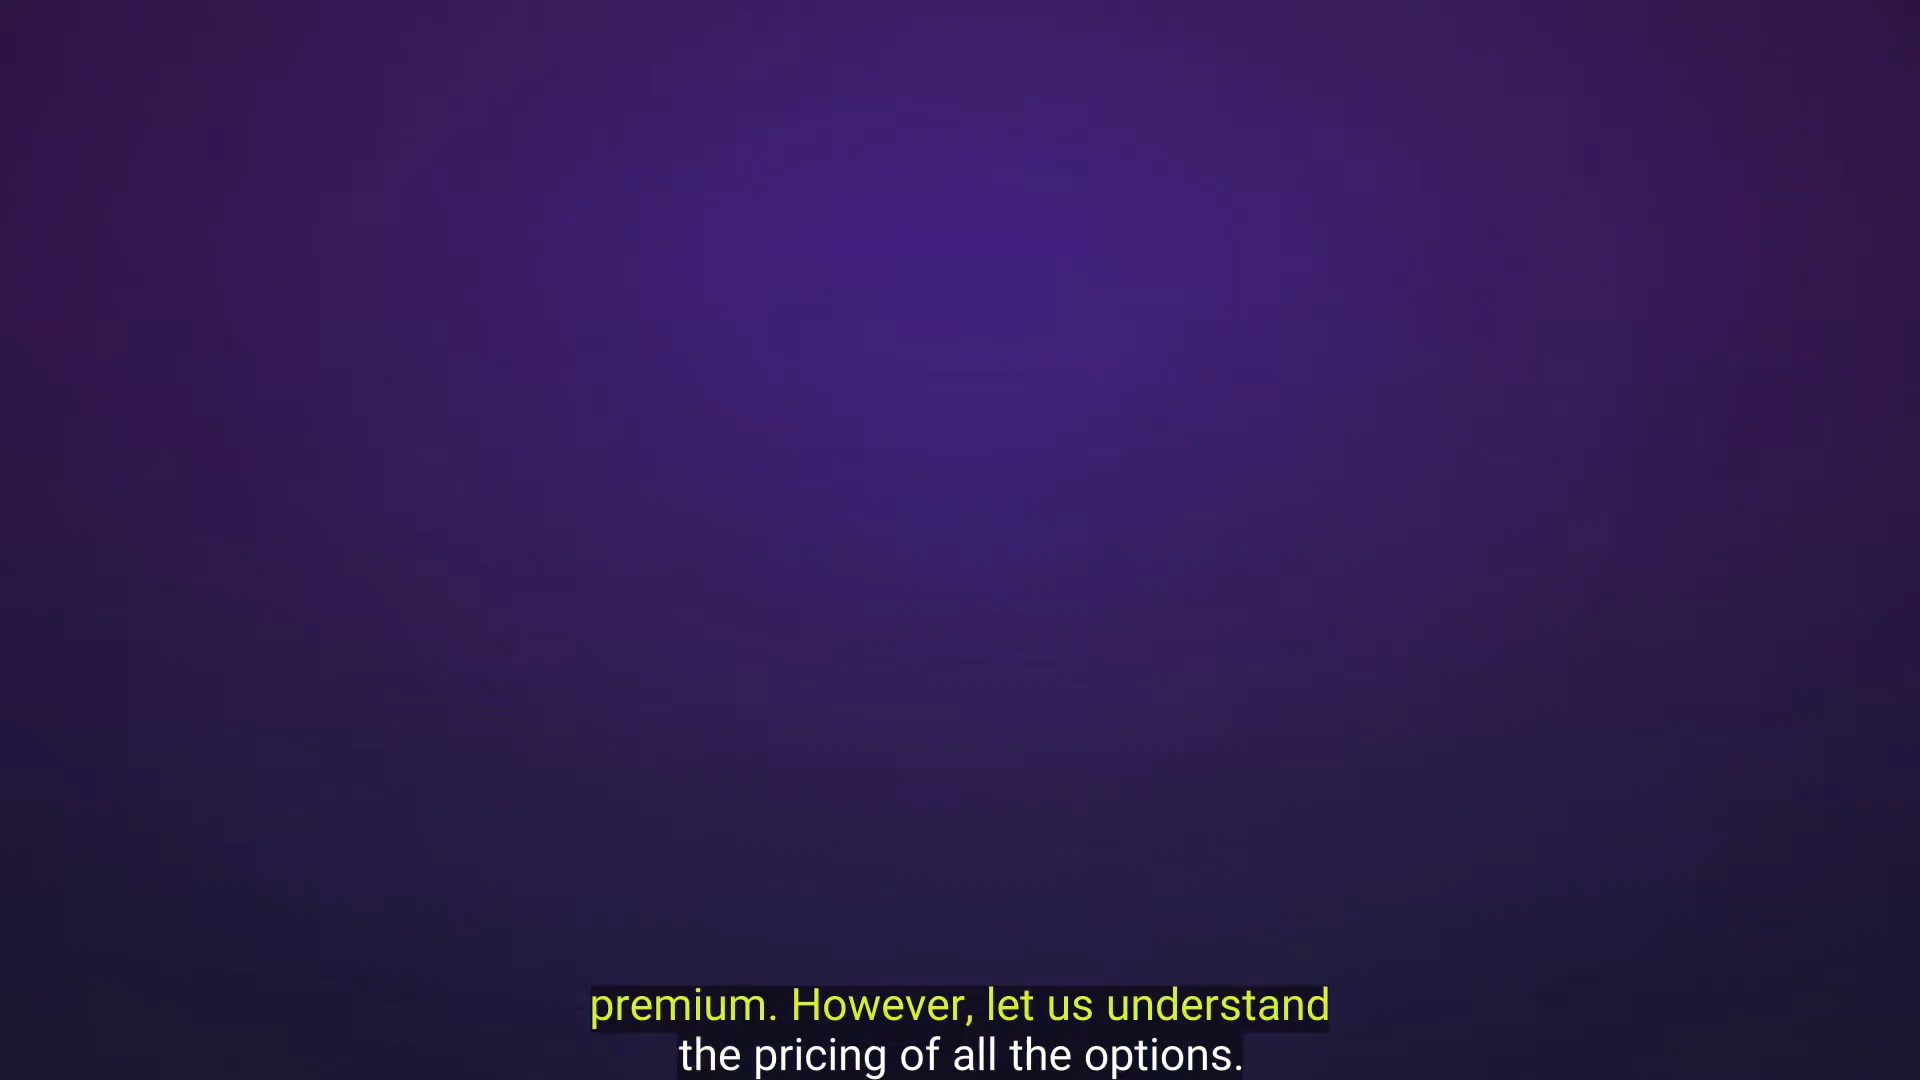 premium. However, let us understand
the pricing of all the options.